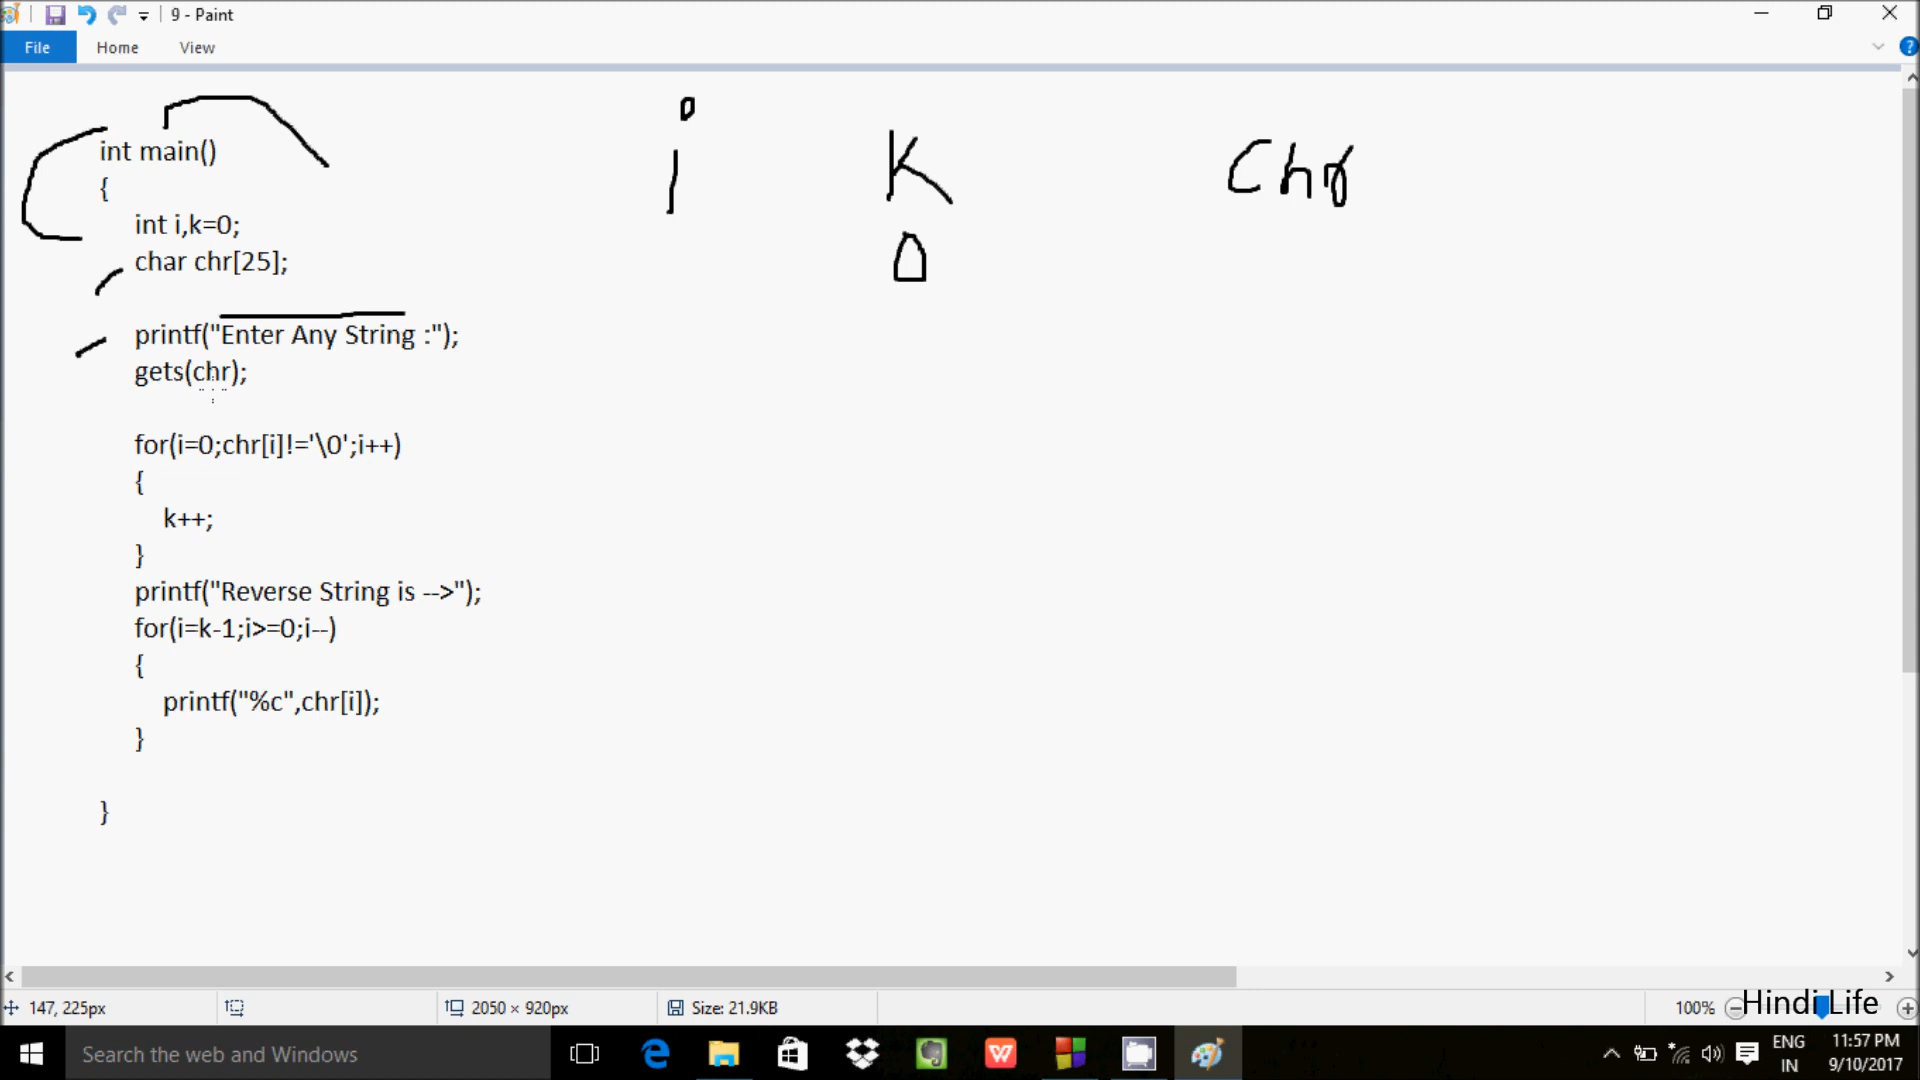 9 - Paint
File Home View
int main()
{
int i,k=0;
char chr[25];
printf("Enter Any String :");
gets(chr);
for(i=0;chr[i]!='\0';i++)
{
k++;
}
printf("Reverse String is -->");
for(i=k-1;i>=0;i--)
{
printf("%c",chr[i]);
}
}
i K Chr
0
147, 225px 2050 × 920px Size: 21.9KB 100%
Hindi Life
Search the web and Windows
ENG 11:57 PM
IN 9/10/2017